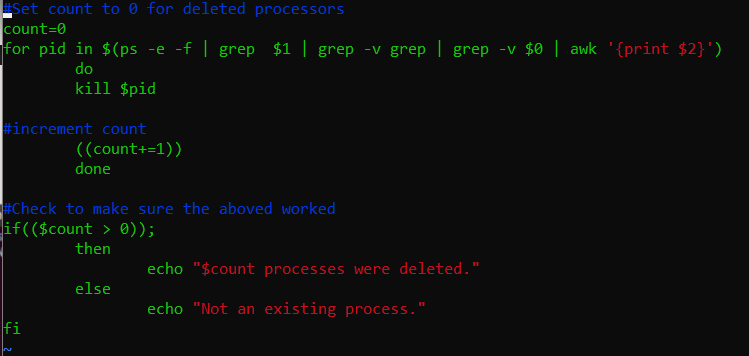 #Set count to 0 for deleted processors
count=0
for pid in $(ps -e -f | grep  $1 | grep -v grep | grep -v $0 | awk '{print $2}')
        do
        kill $pid

#increment count
        ((count+=1))
        done

#Check to make sure the aboved worked
if(($count > 0));
        then
                echo "$count processes were deleted."
        else
                echo "Not an existing process."
fi
~